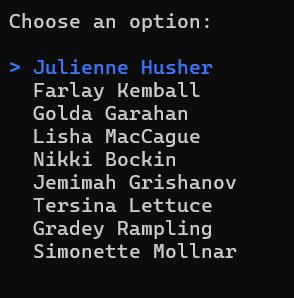 Choose an option:
> Julienne Husher
Farlay Kemball
Golda Garahan
Lisha MacCague
Nikki Bockin
Jemimah Grishanov
Tersina Lettuce
Gradey Rampling
Simonette Mollnar